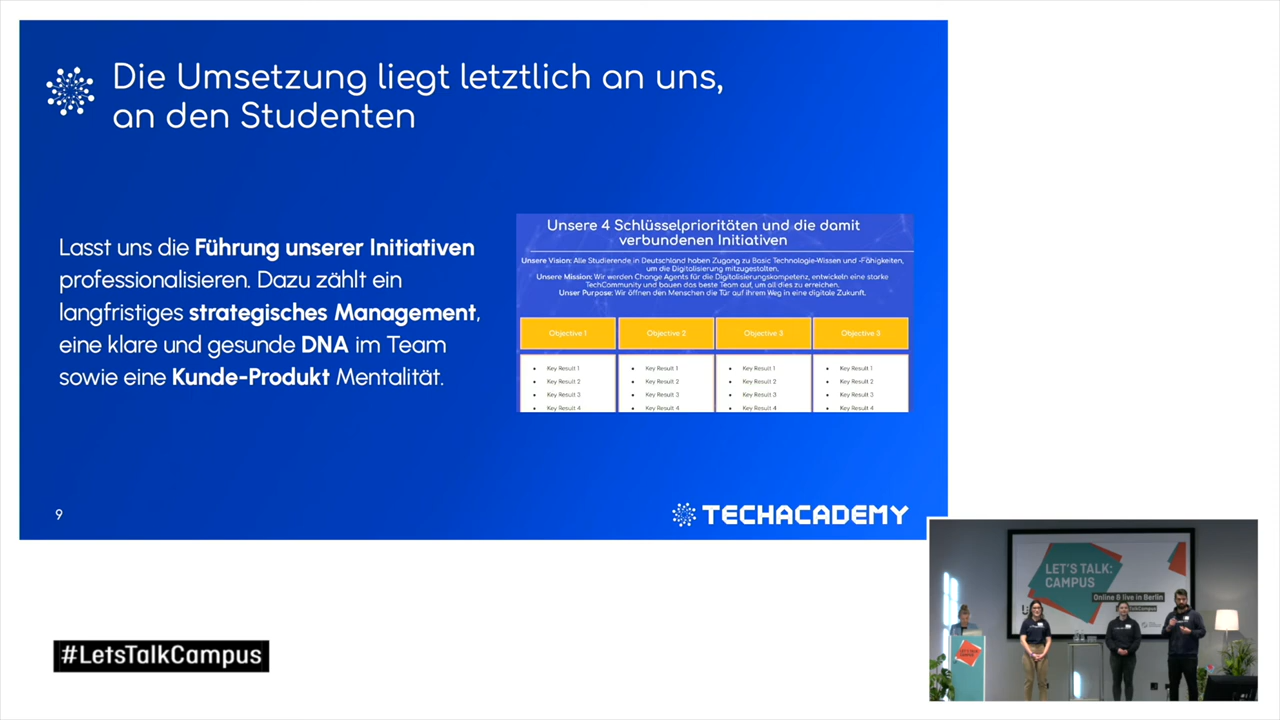 Die Umsetzung liegt letztlich an uns,
an den Studenten
Lasst uns die Führung unserer Initiativen
professionalisieren. Dazu zählt ein
langfristiges strategisches Management,
eine klare und gesunde DNA im Team
sowie eine Kunde-Produkt Mentalität.
Unsere 4 Schlüsselprioritäten und die damit
verbundenen Initiativen
Unsere Vision: Alle Studierende in Deutschland haben Zugang zu Basic Technologie-Wissen und -Fähigkeiten,
um die Digitalisierung mitzugestalten.
Unsere Mission: Wir werden Change Agents für die Digitalisierungskompetenz, entwickeln eine starke
TechCommunity und bauen das beste Team auf, um all dies zu erreichen.
Unser Purpose: Wir öffnen den Menschen die Tür auf ihrem Weg in eine digitale Zukunft.
Objective 1 Objective 2 Objective 3 Objective 3
• Key Result 1 • Key Result 1 • Key Result 1 • Key Result 1
• Key Result 2 • Key Result 2 • Key Result 2 • Key Result 2
• Key Result 3 • Key Result 3 • Key Result 3 • Key Result 3
• Key Result 4 • Key Result 4 • Key Result 4 • Key Result 4
9
TECHACADEMY
LET'S TALK:
CAMPUS
Online & live in Berlin
#LetsTalkCampus